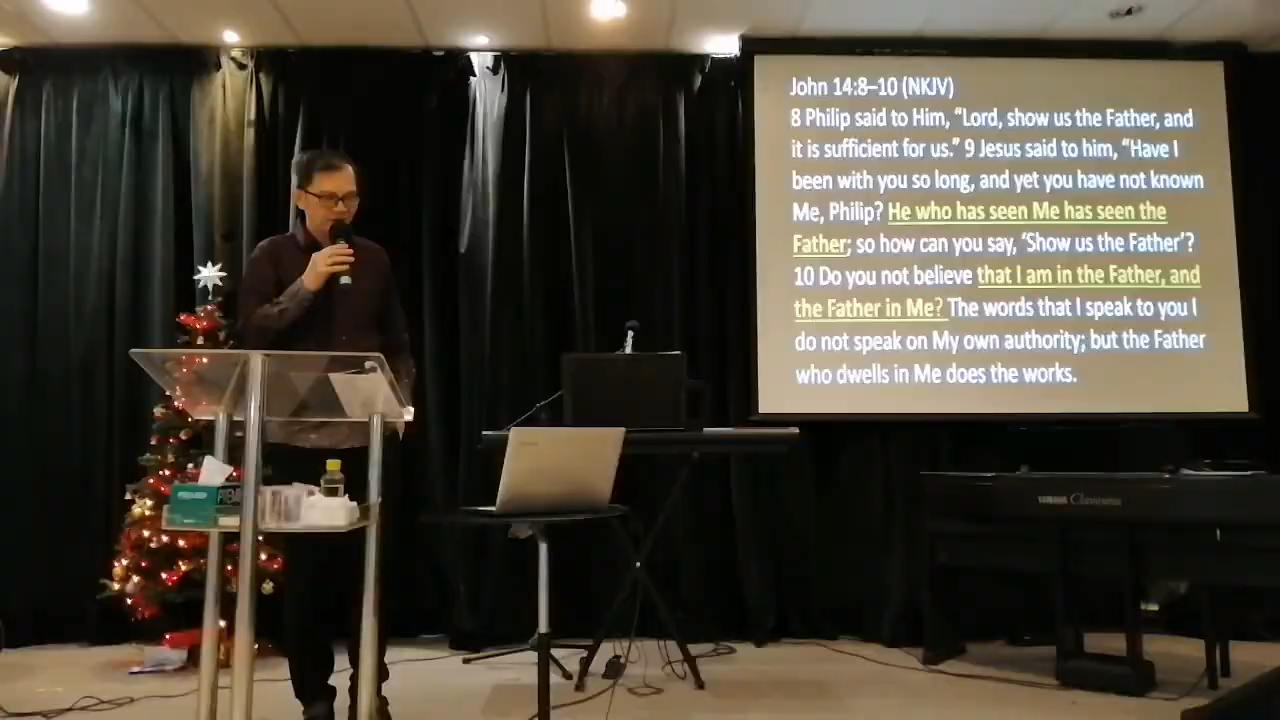 John 14:8–10 (NKJV)
8 Philip said to Him, “Lord, show us the Father, and
it is sufficient for us.” 9 Jesus said to him, “Have I
been with you so long, and yet you have not known
Me, Philip? He who has seen Me has seen the
Father; so how can you say, ‘Show us the Father’?
10 Do you not believe that I am in the Father, and
the Father in Me? The words that I speak to you I
do not speak on My own authority; but the Father
who dwells in Me does the works.
YAMAHA Clavinova